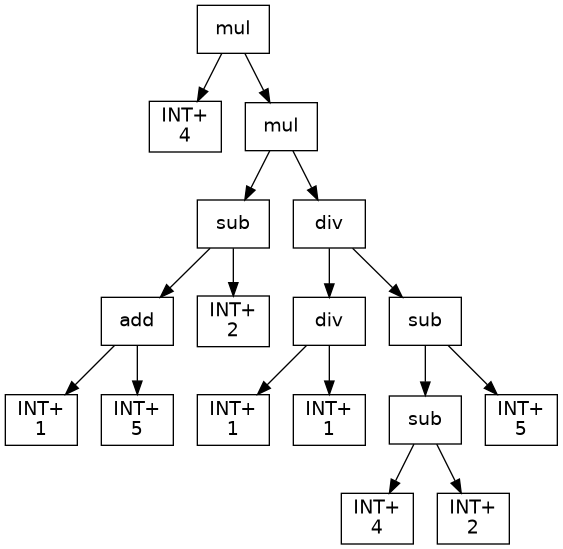 mul
INT+
4
mul
sub
div
add
INT+
2
div
sub
INT+
1
INT+
5
INT+
1
INT+
1
sub
INT+
5
INT+
4
INT+
2